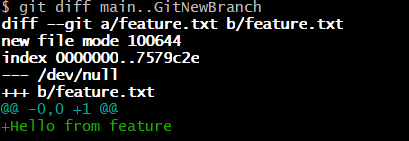 $ git diff main..GitNewBranch
diff --git a/feature.txt b/feature.txt
new file mode 100644
index 0000000..7579c2e
--- /dev/null
+++ b/feature.txt
@@ -0,0 +1 @@
+Hello from feature